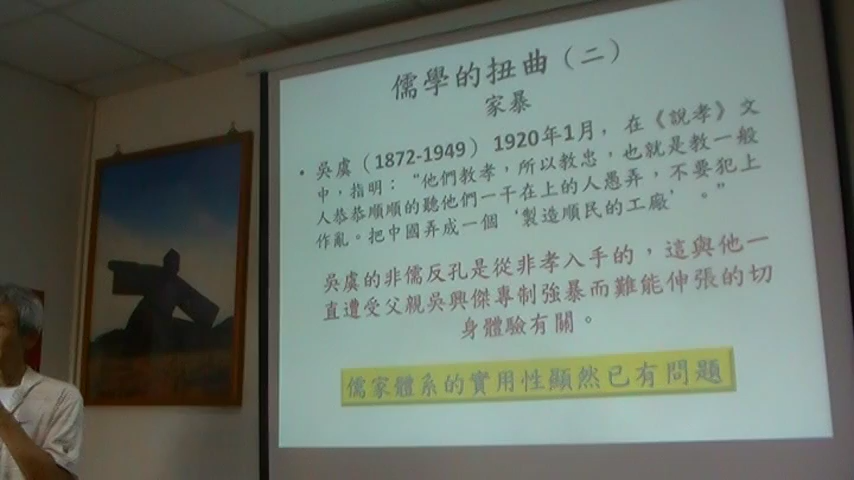 儒學的扭曲（二）
家暴
• 吳虞（1872-1949） 1920年1月，在《說孝》文
中，指明：“他們教孝，所以教忠，也就是教一般
人恭恭順順的聽他們一干在上的人愚弄，不要犯上
作亂。把中國弄成一個‘製造順民的工廠’。”
吳虞的非儒反孔是從非孝入手的，這與他一
直遭受父親吳興傑專制強暴而難能伸張的切
身體驗有關。
儒家體系的實用性顯然已有問題